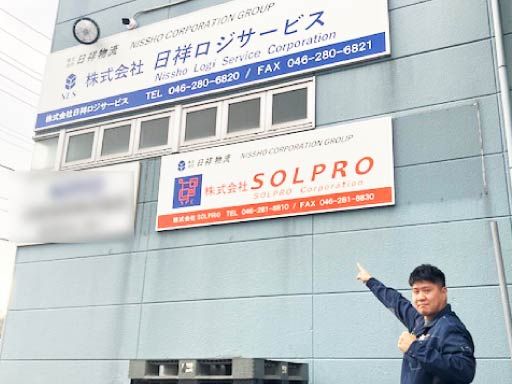 日祥物流 NISSHO CORPORATION GROUP
株式会社 日祥ロジサービス
Nissho Logi Service Corporation
NLS
株式会社日祥ロジサービス TEL 046-280-6820 / FAX 046-280-6821
日祥物流 NISSHO CORPORATION GROUP
株式会社 SOLPRO
SOLPRO Corporation
株式会社 SOLPRO TEL 046-281-6810 / FAX 046-281-6830